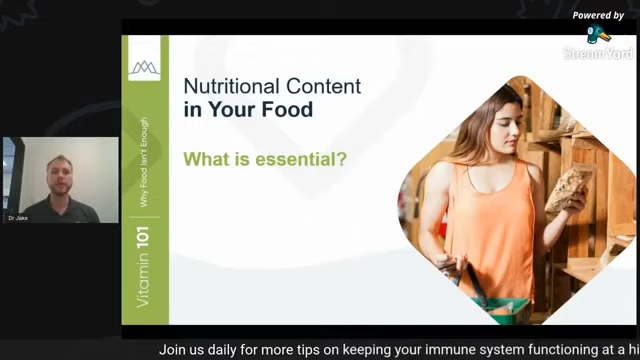 Powered by
StreamYard
Nutritional Content
in Your Food
What is essential?
Why Food Isn't Enough
Vitamin 101
Dr Jake
Join us daily for more tips on keeping your immune system functioning at a hi